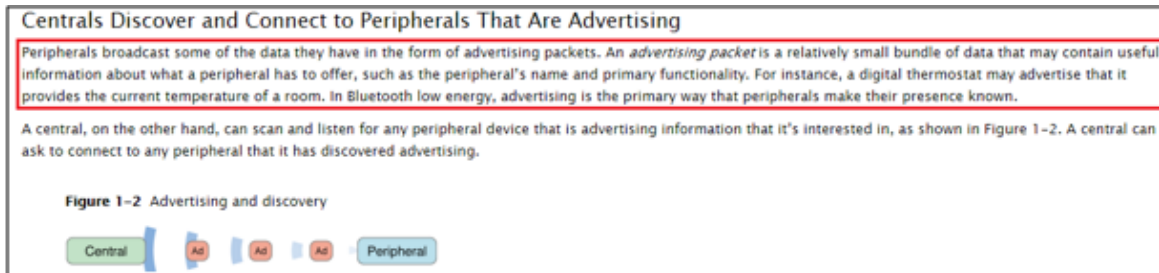 Centrals Discover and Connect to Peripherals That Are Advertising
Peripherals broadcast some of the data they have in the form of advertising packets. An advertising packet is a relatively small bundle of data that may contain useful
information about what a peripheral has to offer, such as the peripheral's name and primary functionality. For instance, a digital thermostat may advertise that it
provides the current temperature of a room. In Bluetooth low energy, advertising is the primary way that peripherals make their presence known.
A central, on the other hand, can scan and listen for any peripheral device that is advertising information that it's interested in, as shown in Figure 1-2. A central can
ask to connect to any peripheral that it has discovered advertising.
Figure 1-2 Advertising and discovery
Central Ad Ad Ad Peripheral